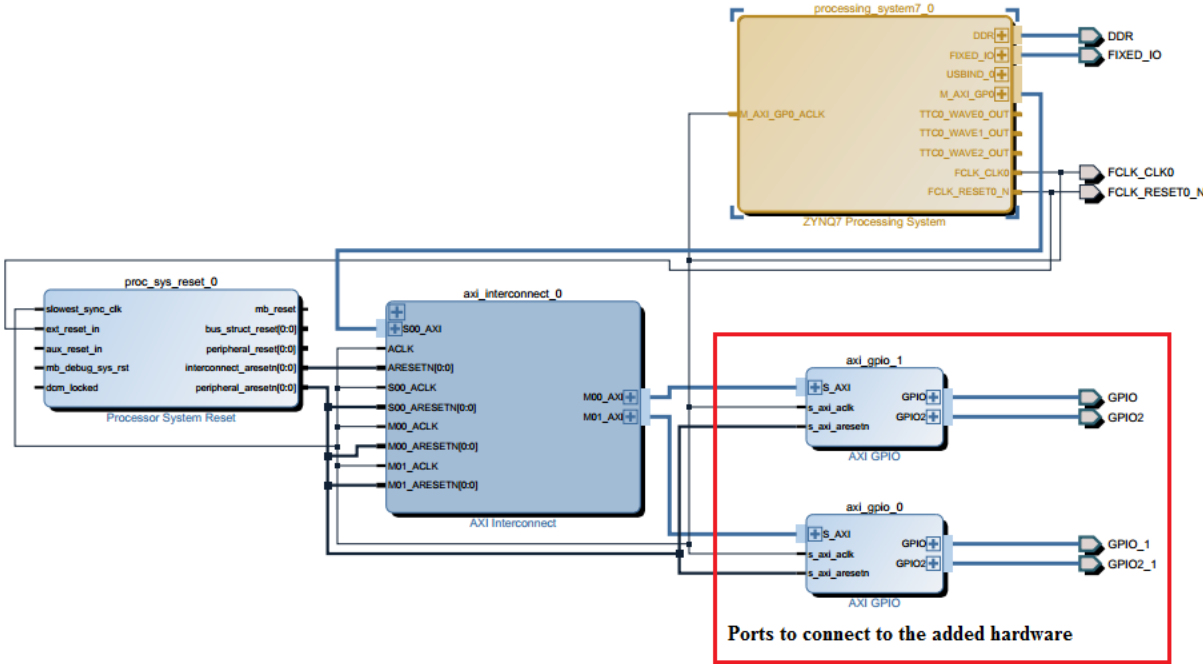 processing_system7_0
DDR
FIXED_IO
USBIND_0
M_AXI_GP0
M_AXI_GP0_ACLK
TTC0_WAVE0_OUT
TTC0_WAVE1_OUT
TTC0_WAVE2_OUT
FCLK_CLK0
FCLK_RESET0_N
ZYNQ7 Processing System
DDR
FIXED_IO
FCLK_CLK0
FCLK_RESET0_N
proc_sys_reset_0
slowest_sync_clk
ext_reset_in
aux_reset_in
mb_debug_sys_rst
dcm_locked
mb_reset
bus_struct_reset[0:0]
peripheral_reset[0:0]
interconnect_aresetn[0:0]
peripheral_aresetn[0:0]
Processor System Reset
axi_interconnect_0
S00_AXI
ACLK
ARESETN[0:0]
S00_ACLK
S00_ARESETN[0:0]
M00_ACLK
M00_ARESETN[0:0]
M01_ACLK
M01_ARESETN[0:0]
M00_AXI
M01_AXI
AXI Interconnect
axi_gpio_1
S_AXI
s_axi_aclk
s_axi_aresetn
GPIO
GPIO2
AXI GPIO
GPIO
GPIO2
axi_gpio_0
S_AXI
s_axi_aclk
s_axi_aresetn
GPIO
GPIO2
AXI GPIO
GPIO_1
GPIO2_1
Ports to connect to the added hardware